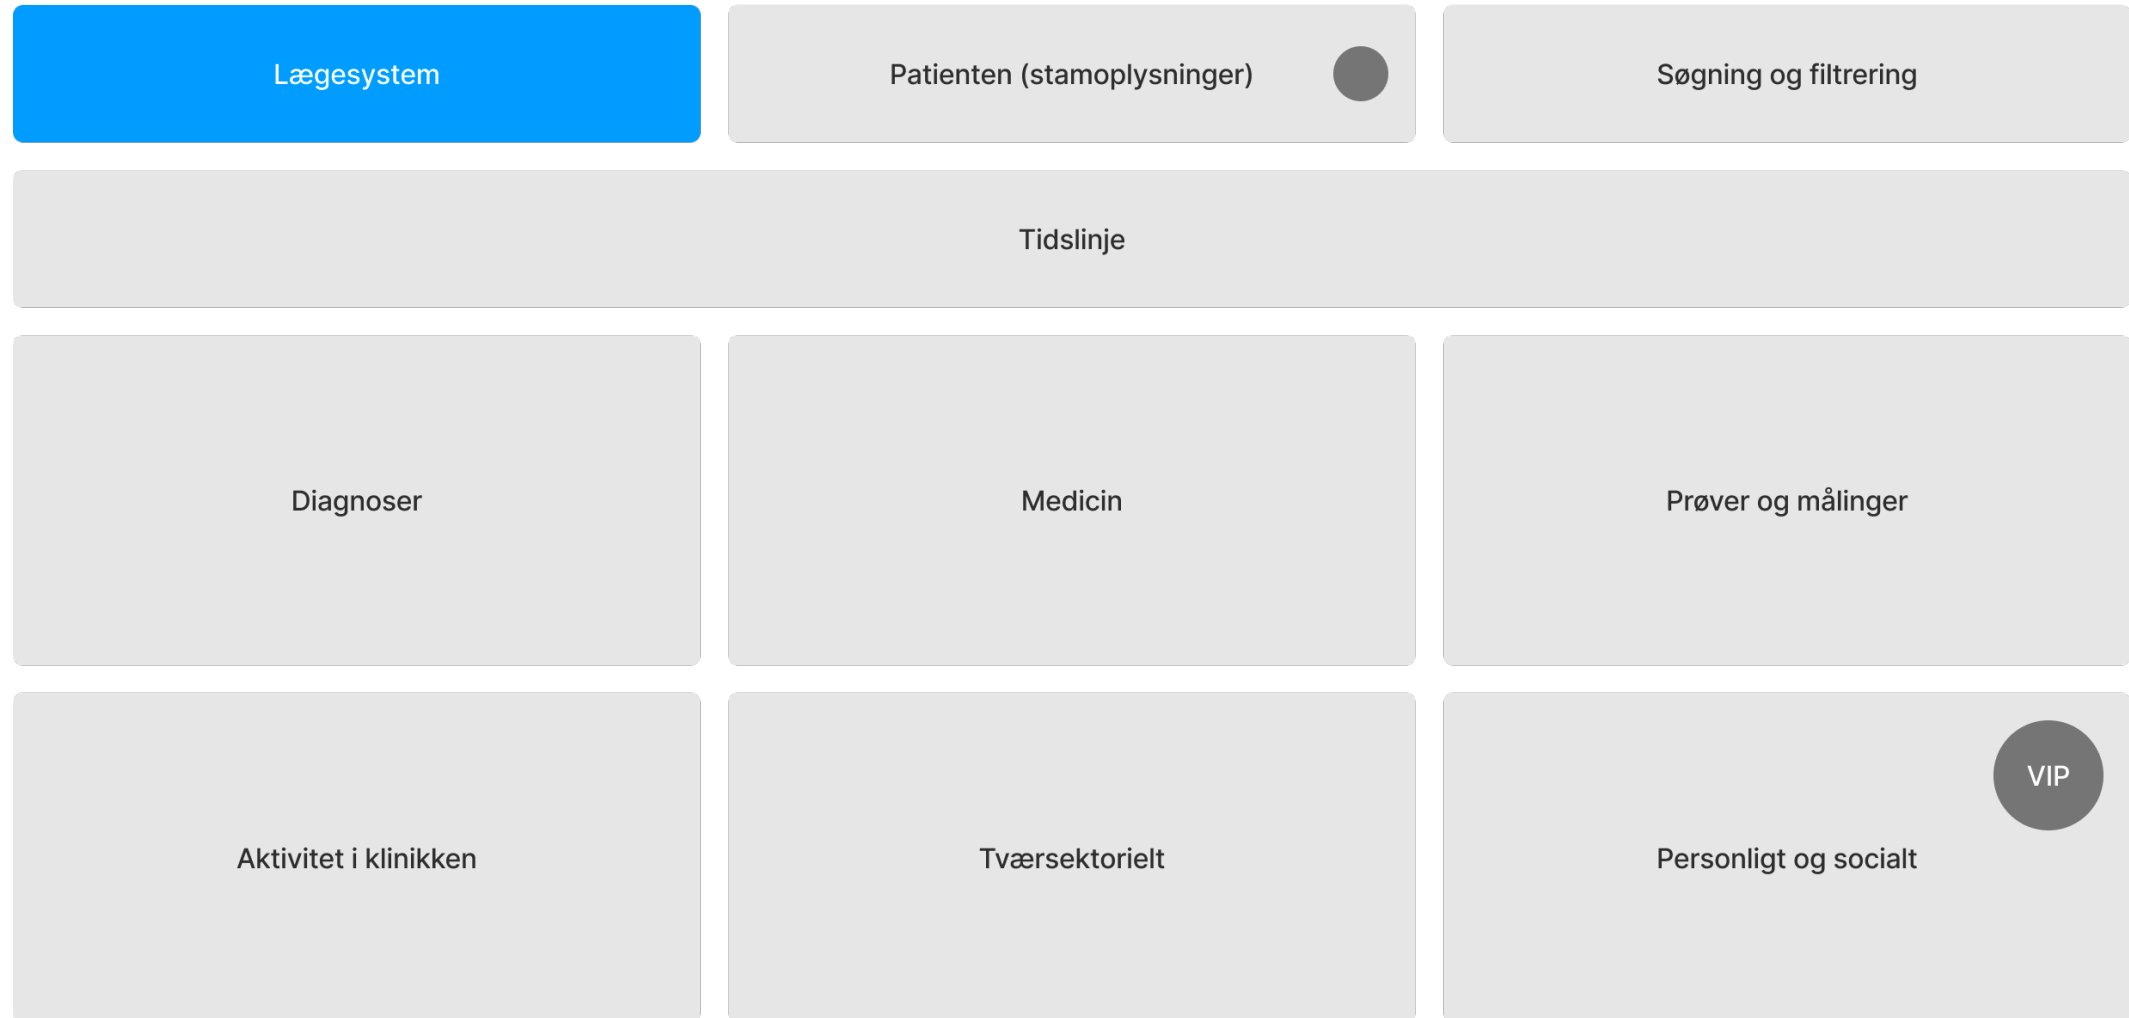 Lægesystem
Patienten (stamoplysninger)
Søgning og filtrering
Tidslinje
Diagnoser
Medicin
Prøver og målinger
Aktivitet i klinikken
Tværsektorielt
VIP
Personligt og socialt